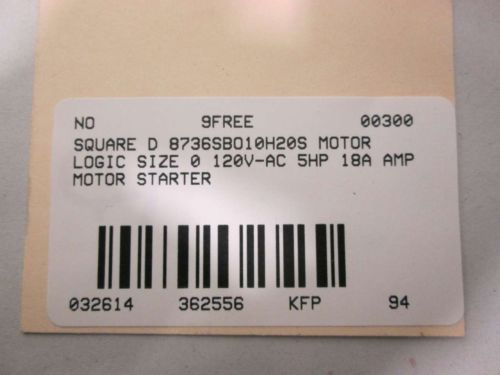 NO 9FREE 00300
SQUARE D 8736SBO10H20S MOTOR
LOGIC SIZE 0 120V-AC 5HP 18A AMP
MOTOR STARTER
032614 362556 KFP 94